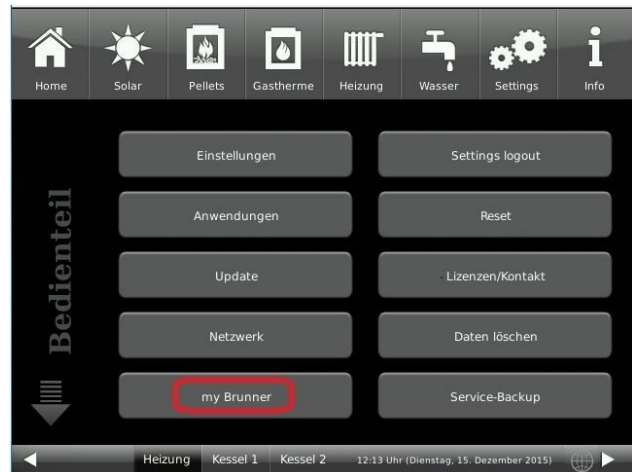 Home Solar Pellets Gastherme Heizung Wasser Settings Info
Bedienteil
Einstellungen Settings logout
Anwendungen Reset
Update Lizenzen/Kontakt
Netzwerk Daten löschen
my Brunner Service-Backup
Heizung Kessel 1 Kessel 2 12:13 Uhr (Dienstag, 15. Dezember 2015)